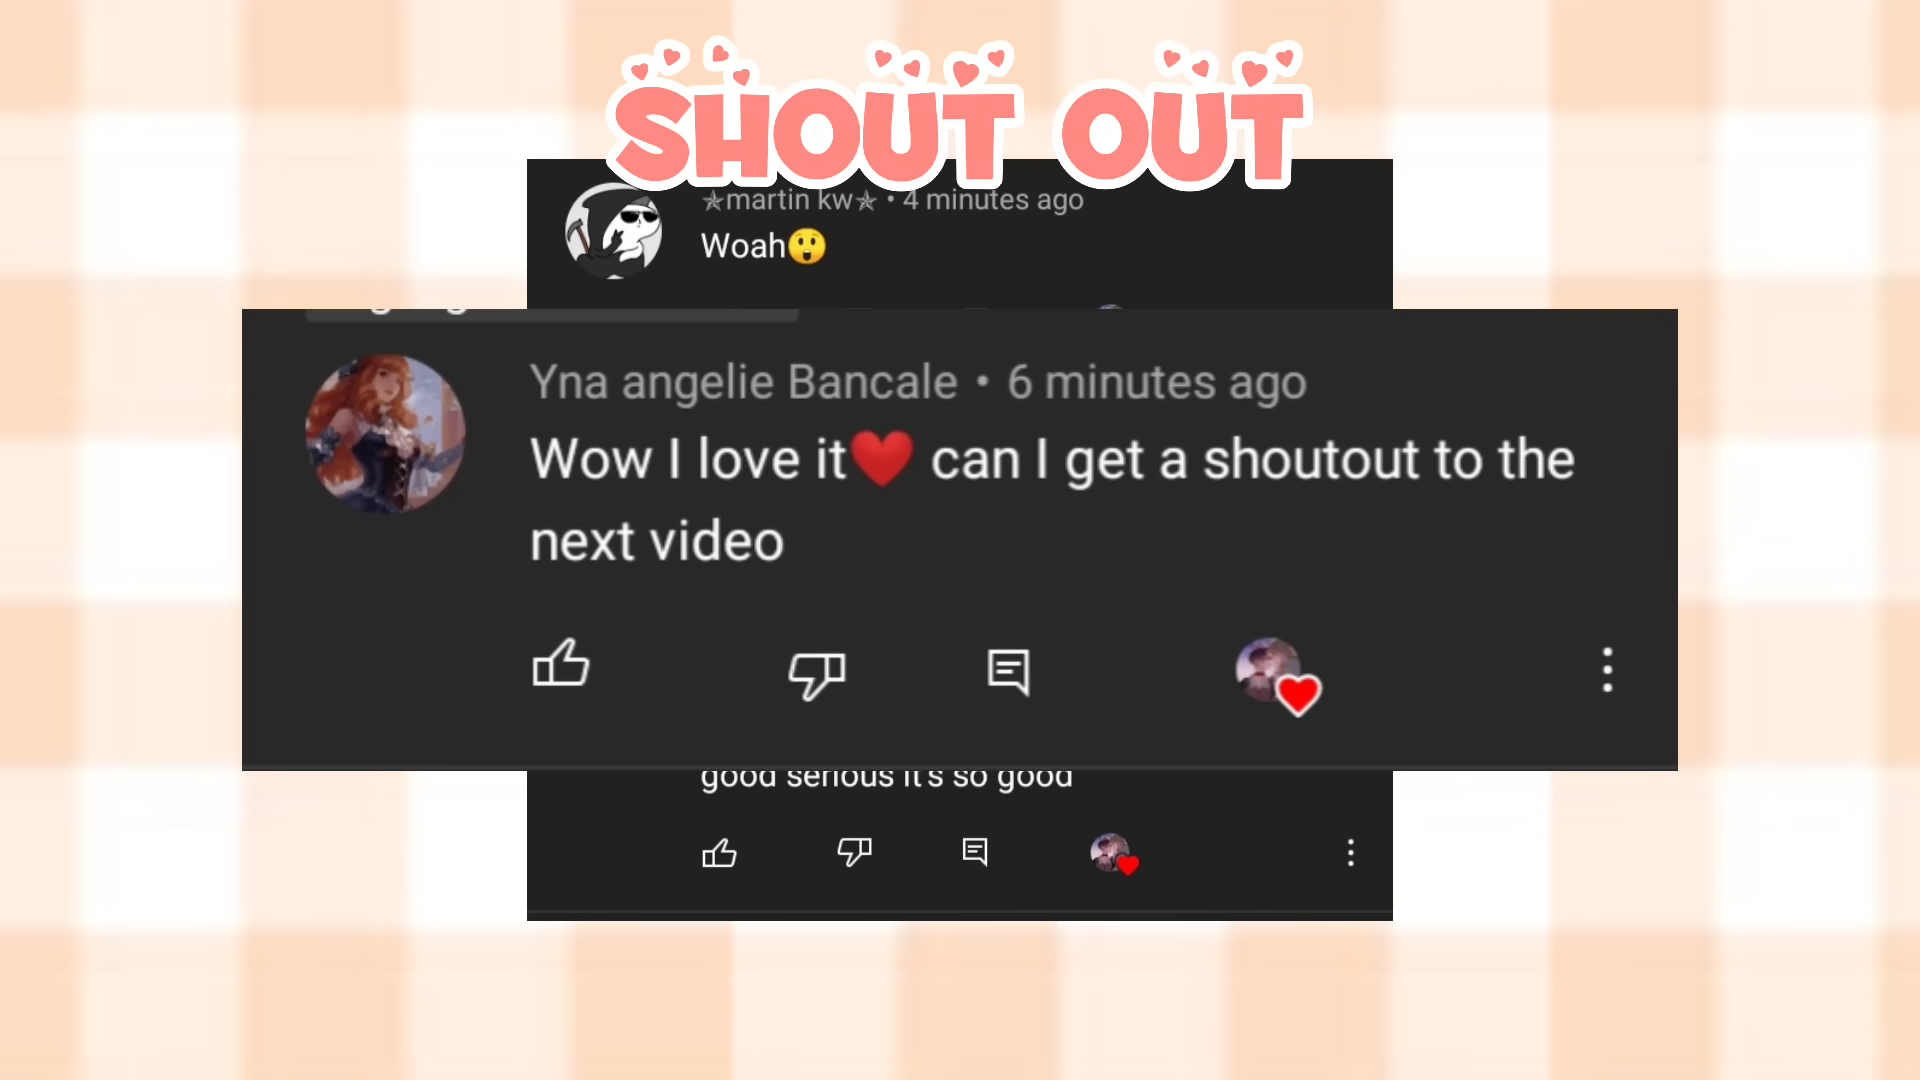 SHOUT OUT
✯martin kw✯ • 4 minutes ago
Woah😲
Yna angelie Bancale • 6 minutes ago
Wow I love it❤️ can I get a shoutout to the
next video
good serious it's so good